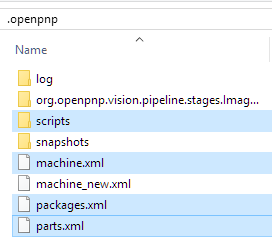 .openpnp
Name
log
org.openpnp.vision.pipeline.stages.Imag...
scripts
snapshots
machine.xml
machine_new.xml
packages.xml
parts.xml